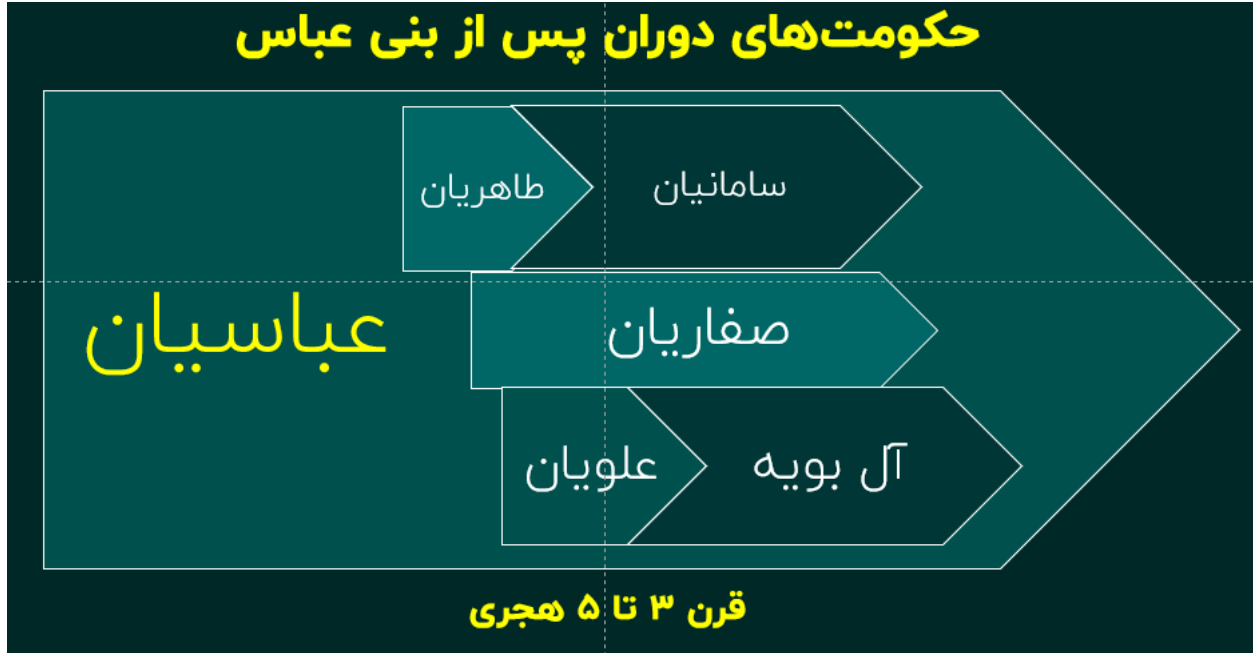 حکومت‌های دوران پس از بنی عباس
طاهریان
سامانیان
عباسیان
صفاریان
علویان
آل بویه
قرن ۳ تا ۵ هجری